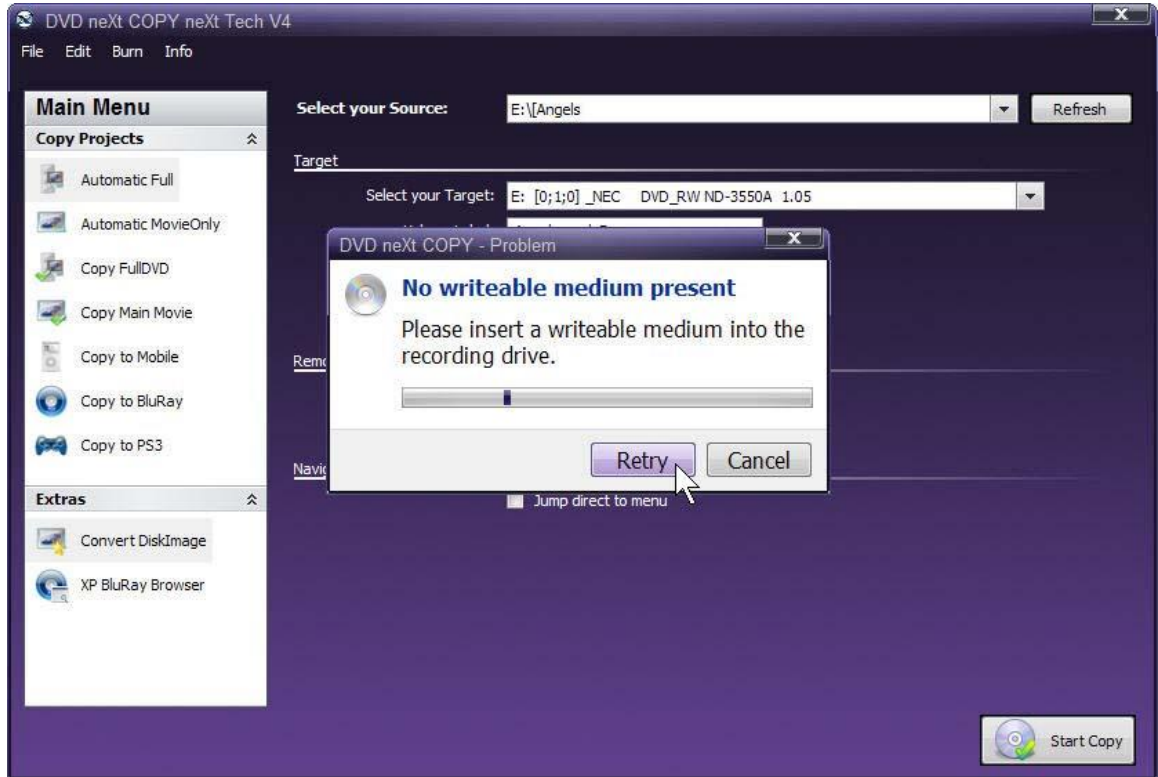 DVD neXt COPY neXt Tech V4
X
File Edit Burn Info
Main Menu
Copy Projects
Automatic Full
Automatic MovieOnly
Copy FullDVD
Copy Main Movie
Copy to Mobile
Copy to BluRay
Copy to PS3
Extras
Convert DiskImage
XP BluRay Browser
Select your Source: E:\[Angels Refresh
Target
Select your Target: E: [0;1;0] _NEC DVD_RW ND-3550A 1.05
DVD neXt COPY - Problem
X
No writeable medium present
Please insert a writeable medium into the
recording drive.
Retry Cancel
Jump direct to menu
Start Copy